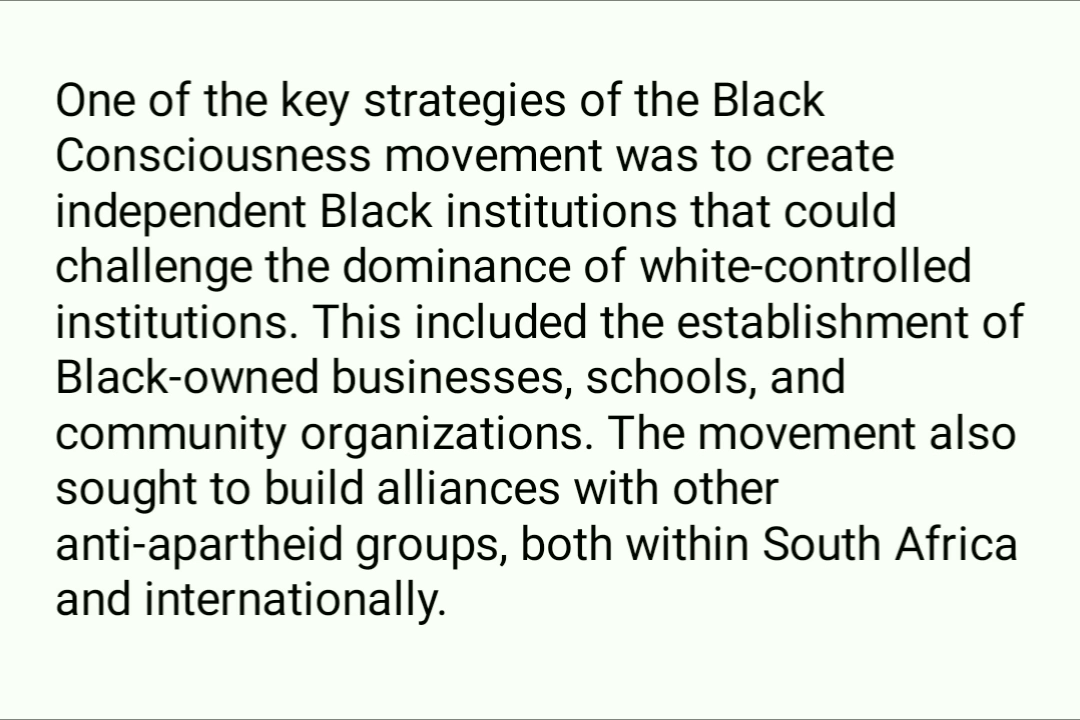 One of the key strategies of the Black
Consciousness movement was to create
independent Black institutions that could
challenge the dominance of white-controlled
institutions. This included the establishment of
Black-owned businesses, schools, and
community organizations. The movement also
sought to build alliances with other
anti-apartheid groups, both within South Africa
and internationally.